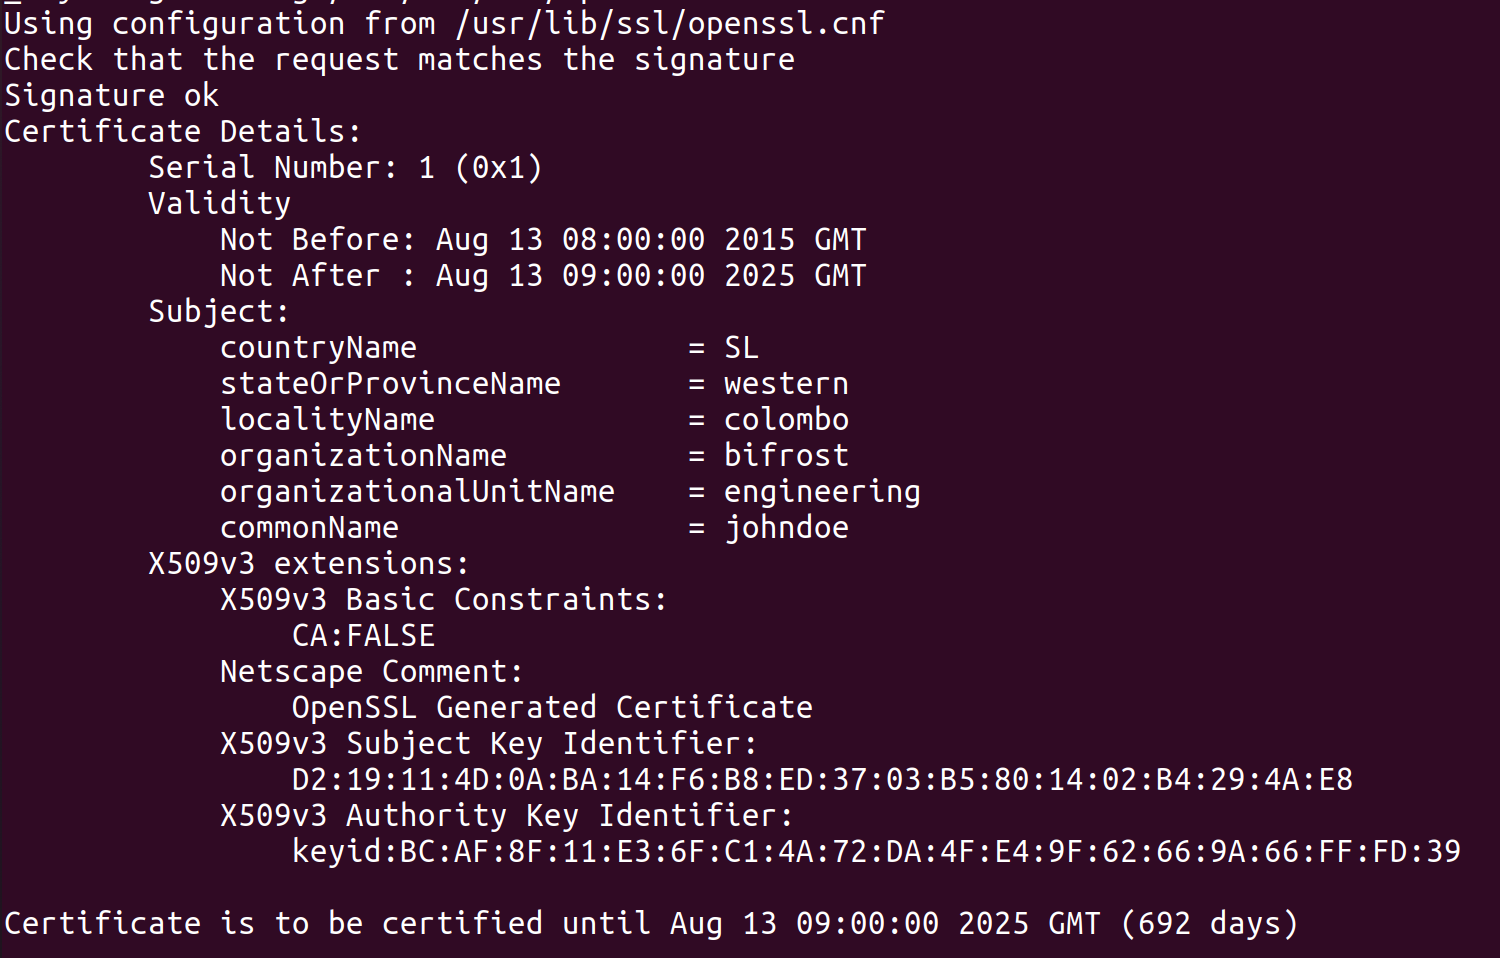 Using configuration from /usr/lib/ssl/openssl.cnf
Check that the request matches the signature
Signature ok
Certificate Details:
        Serial Number: 1 (0x1)
        Validity
            Not Before: Aug 13 08:00:00 2015 GMT
            Not After : Aug 13 09:00:00 2025 GMT
        Subject:
            countryName               = SL
            stateOrProvinceName       = western
            localityName              = colombo
            organizationName          = bifrost
            organizationalUnitName    = engineering
            commonName                = johndoe
        X509v3 extensions:
            X509v3 Basic Constraints:
                CA:FALSE
            Netscape Comment:
                OpenSSL Generated Certificate
            X509v3 Subject Key Identifier:
                D2:19:11:4D:0A:BA:14:F6:B8:ED:37:03:B5:80:14:02:B4:29:4A:E8
            X509v3 Authority Key Identifier:
                keyid:BC:AF:8F:11:E3:6F:C1:4A:72:DA:4F:E4:9F:62:66:9A:66:FF:FD:39

Certificate is to be certified until Aug 13 09:00:00 2025 GMT (692 days)